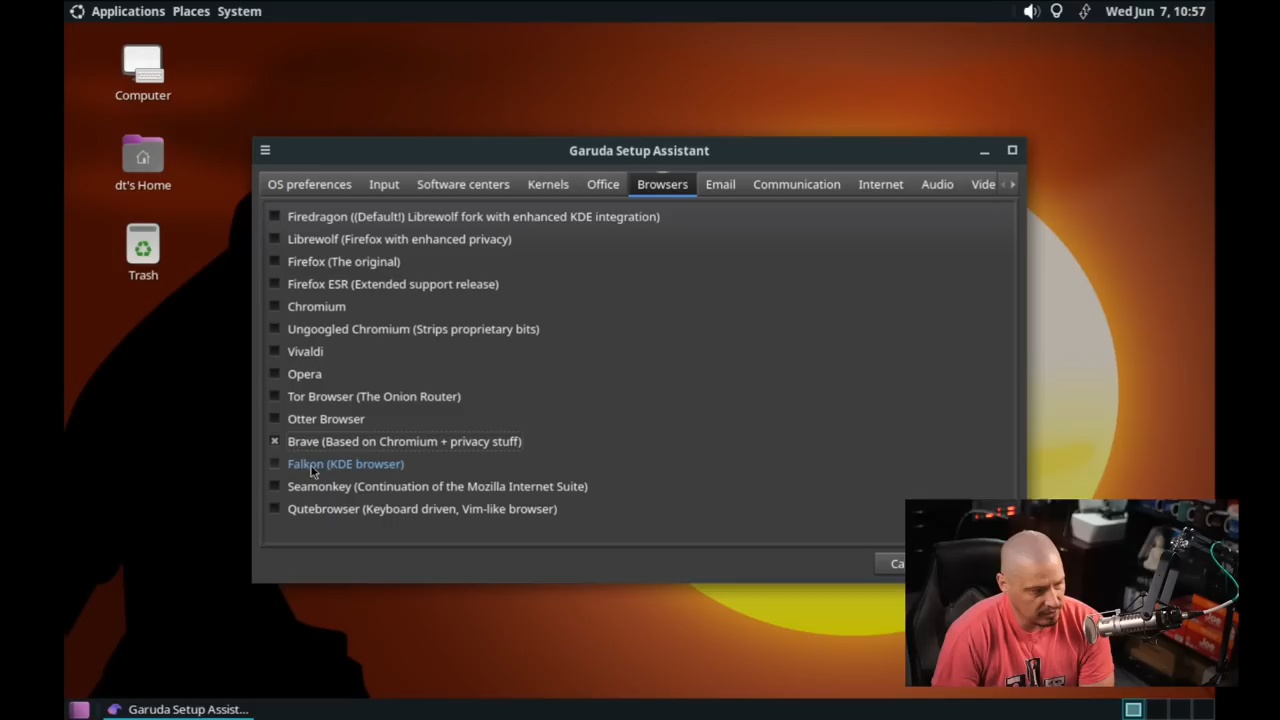 Applications Places System
Wed Jun 7, 10:57
Computer
dt's Home
Trash
Garuda Setup Assistant
OS preferences Input Software centers Kernels Office Browsers Email Communication Internet Audio Vide
Firedragon ((Default!) Librewolf fork with enhanced KDE integration)
Librewolf (Firefox with enhanced privacy)
Firefox (The original)
Firefox ESR (Extended support release)
Chromium
Ungoogled Chromium (Strips proprietary bits)
Vivaldi
Opera
Tor Browser (The Onion Router)
Otter Browser
Brave (Based on Chromium + privacy stuff)
Falkon (KDE browser)
Seamonkey (Continuation of the Mozilla Internet Suite)
Qutebrowser (Keyboard driven, Vim-like browser)
Ca
Garuda Setup Assist...